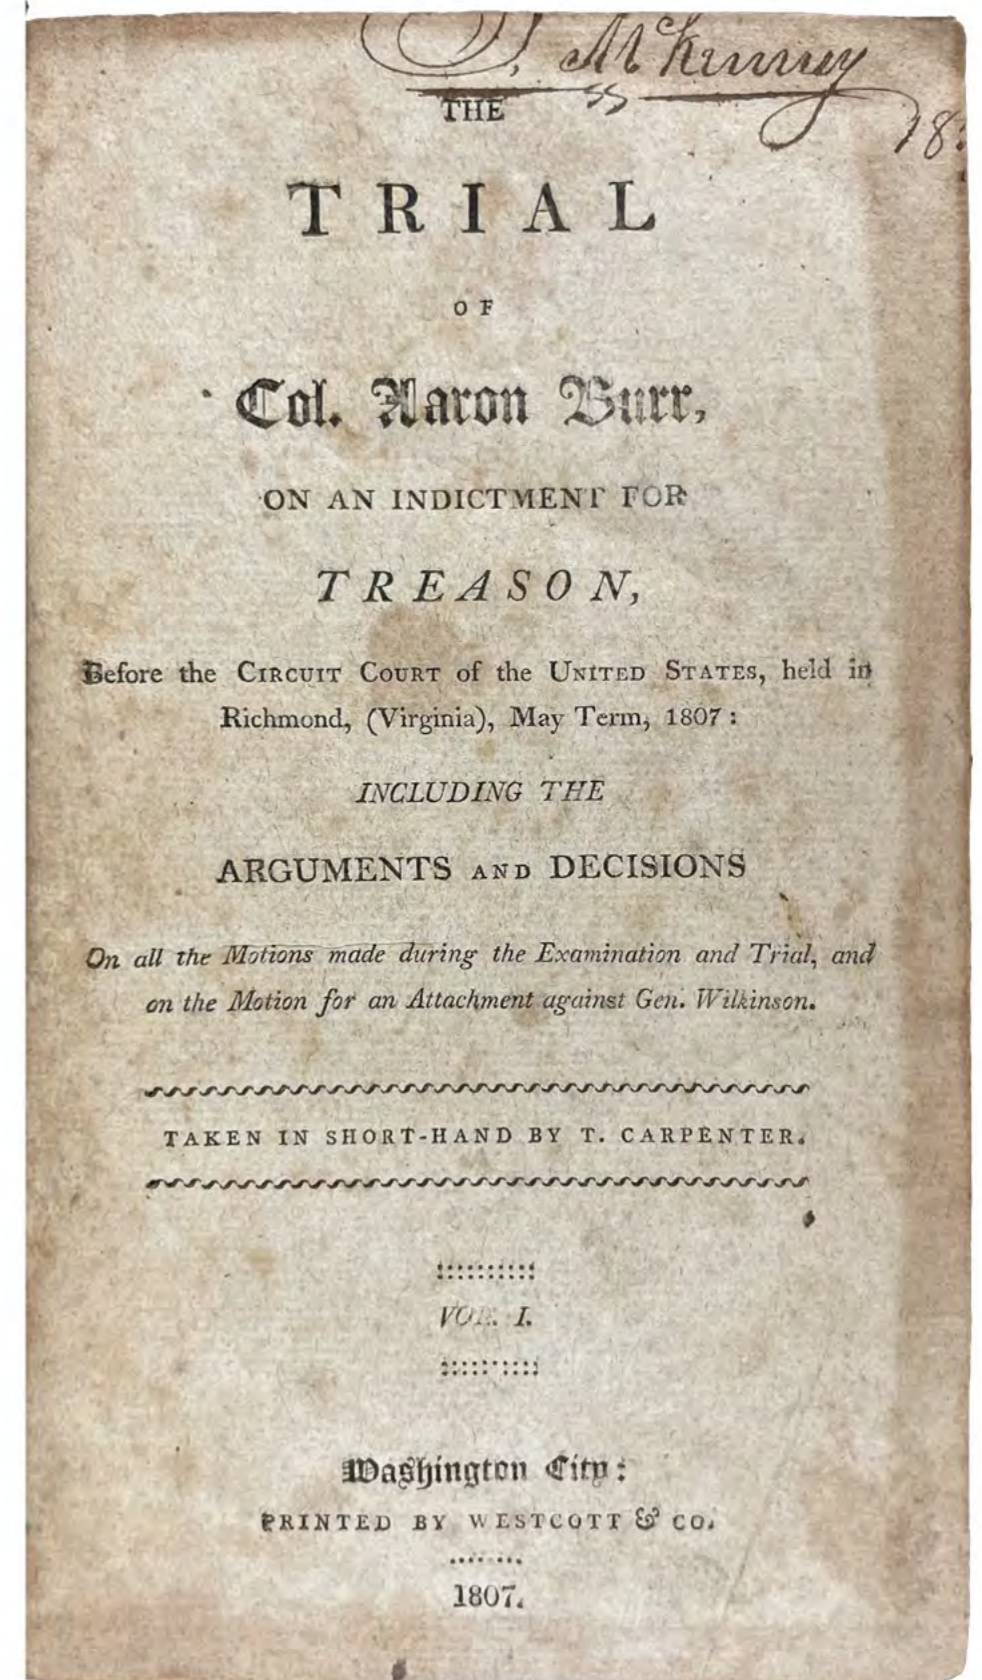 McKinney
THE
TRIAL
OF
Col. Aaron Burr,
ON AN INDICTMENT FOR
TREASON,
Before the CIRCUIT COURT of the UNITED STATES, held in
Richmond, (Virginia), May Term, 1807 :
INCLUDING THE
ARGUMENTS AND DECISIONS
On all the Motions made during the Examination and Trial, and
on the Motion for an Attachment against Gen. Wilkinson.
TAKEN IN SHORT-HAND BY T. CARPENTER.
VOL. I.
Washington City:
PRINTED BY WESTCOTT & CO.
1807.